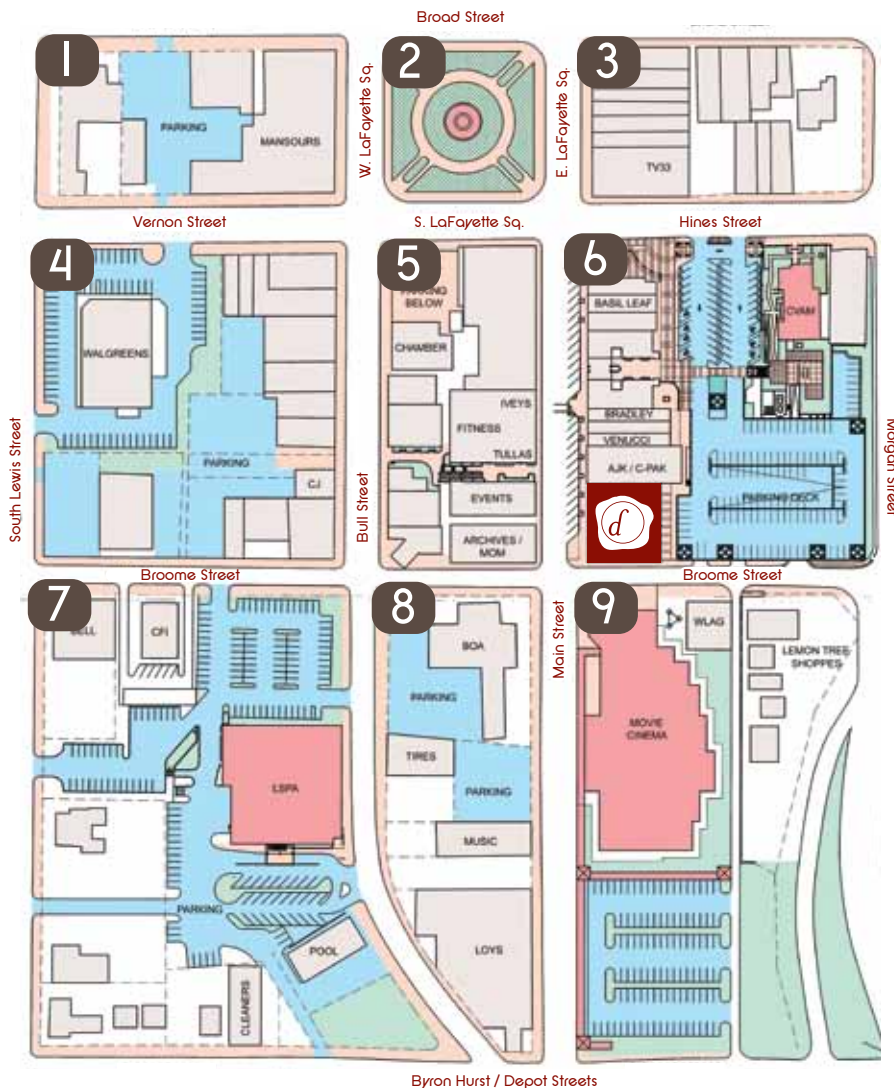 Broad Street
1
PARKING
MANSOURS
W. LaFayette Sq.
2
E. LaFayette Sq.
3
TV33
Vernon Street
S. LaFayette Sq.
Hines Street
4
WALGREENS
PARKING
CJ
South Lewis Street
5
PARKING
BELOW
CHAMBER
IVEYS
FITNESS
TULLAS
EVENTS
ARCHIVES /
MOM
Bull Street
6
BASIL LEAF
CVAM
BRADLEY
VENUCCI
AJK / C-PAK
PARKING DECK
d
Morgan Street
Broome Street
Broome Street
7
BELL
CFI
LSPA
PARKING
POOL
CLEANERS
8
BOA
PARKING
TIRES
PARKING
MUSIC
LOYS
Main Street
9
WLAG
MOVIE
CINEMA
LEMON TREE
SHOPPES
Byron Hurst / Depot Streets